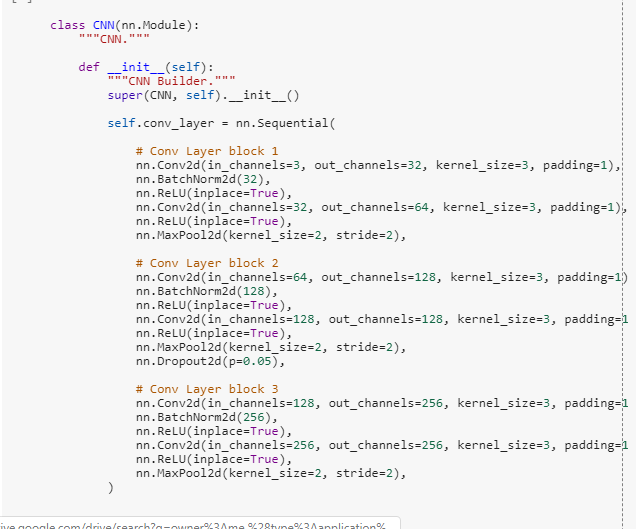 class CNN(nn.Module):
    """CNN."""

    def __init__(self):
        """CNN Builder."""
        super(CNN, self).__init__()

        self.conv_layer = nn.Sequential(

            # Conv Layer block 1
            nn.Conv2d(in_channels=3, out_channels=32, kernel_size=3, padding=1),
            nn.BatchNorm2d(32),
            nn.ReLU(inplace=True),
            nn.Conv2d(in_channels=32, out_channels=64, kernel_size=3, padding=1),
            nn.ReLU(inplace=True),
            nn.MaxPool2d(kernel_size=2, stride=2),

            # Conv Layer block 2
            nn.Conv2d(in_channels=64, out_channels=128, kernel_size=3, padding=1)
            nn.BatchNorm2d(128),
            nn.ReLU(inplace=True),
            nn.Conv2d(in_channels=128, out_channels=128, kernel_size=3, padding=1
            nn.ReLU(inplace=True),
            nn.MaxPool2d(kernel_size=2, stride=2),
            nn.Dropout2d(p=0.05),

            # Conv Layer block 3
            nn.Conv2d(in_channels=128, out_channels=256, kernel_size=3, padding=1
            nn.BatchNorm2d(256),
            nn.ReLU(inplace=True),
            nn.Conv2d(in_channels=256, out_channels=256, kernel_size=3, padding=1
            nn.ReLU(inplace=True),
            nn.MaxPool2d(kernel_size=2, stride=2),
        )
ive.google.com/drive/search?q=owner%3Ame %28type%3Aapplication%